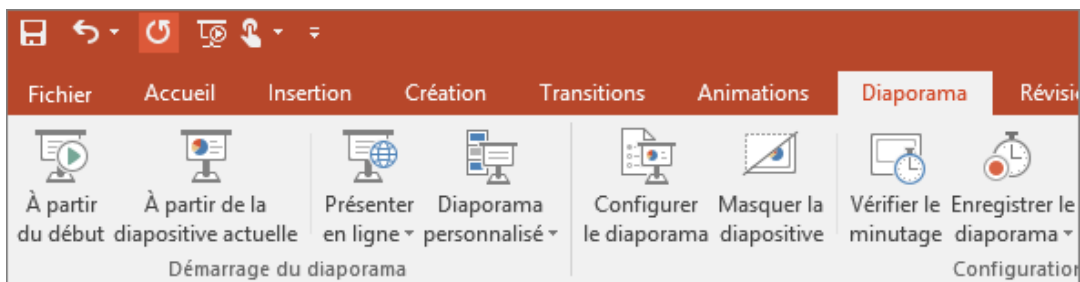 Fichier Accueil Insertion Création Transitions Animations Diaporama Révisi
À partir du début
À partir de la diapositive actuelle
Présenter en ligne
Diaporama personnalisé
Configurer le diaporama
Masquer la diapositive
Vérifier le minutage
Enregistrer le diaporama
Démarrage du diaporama
Configuration